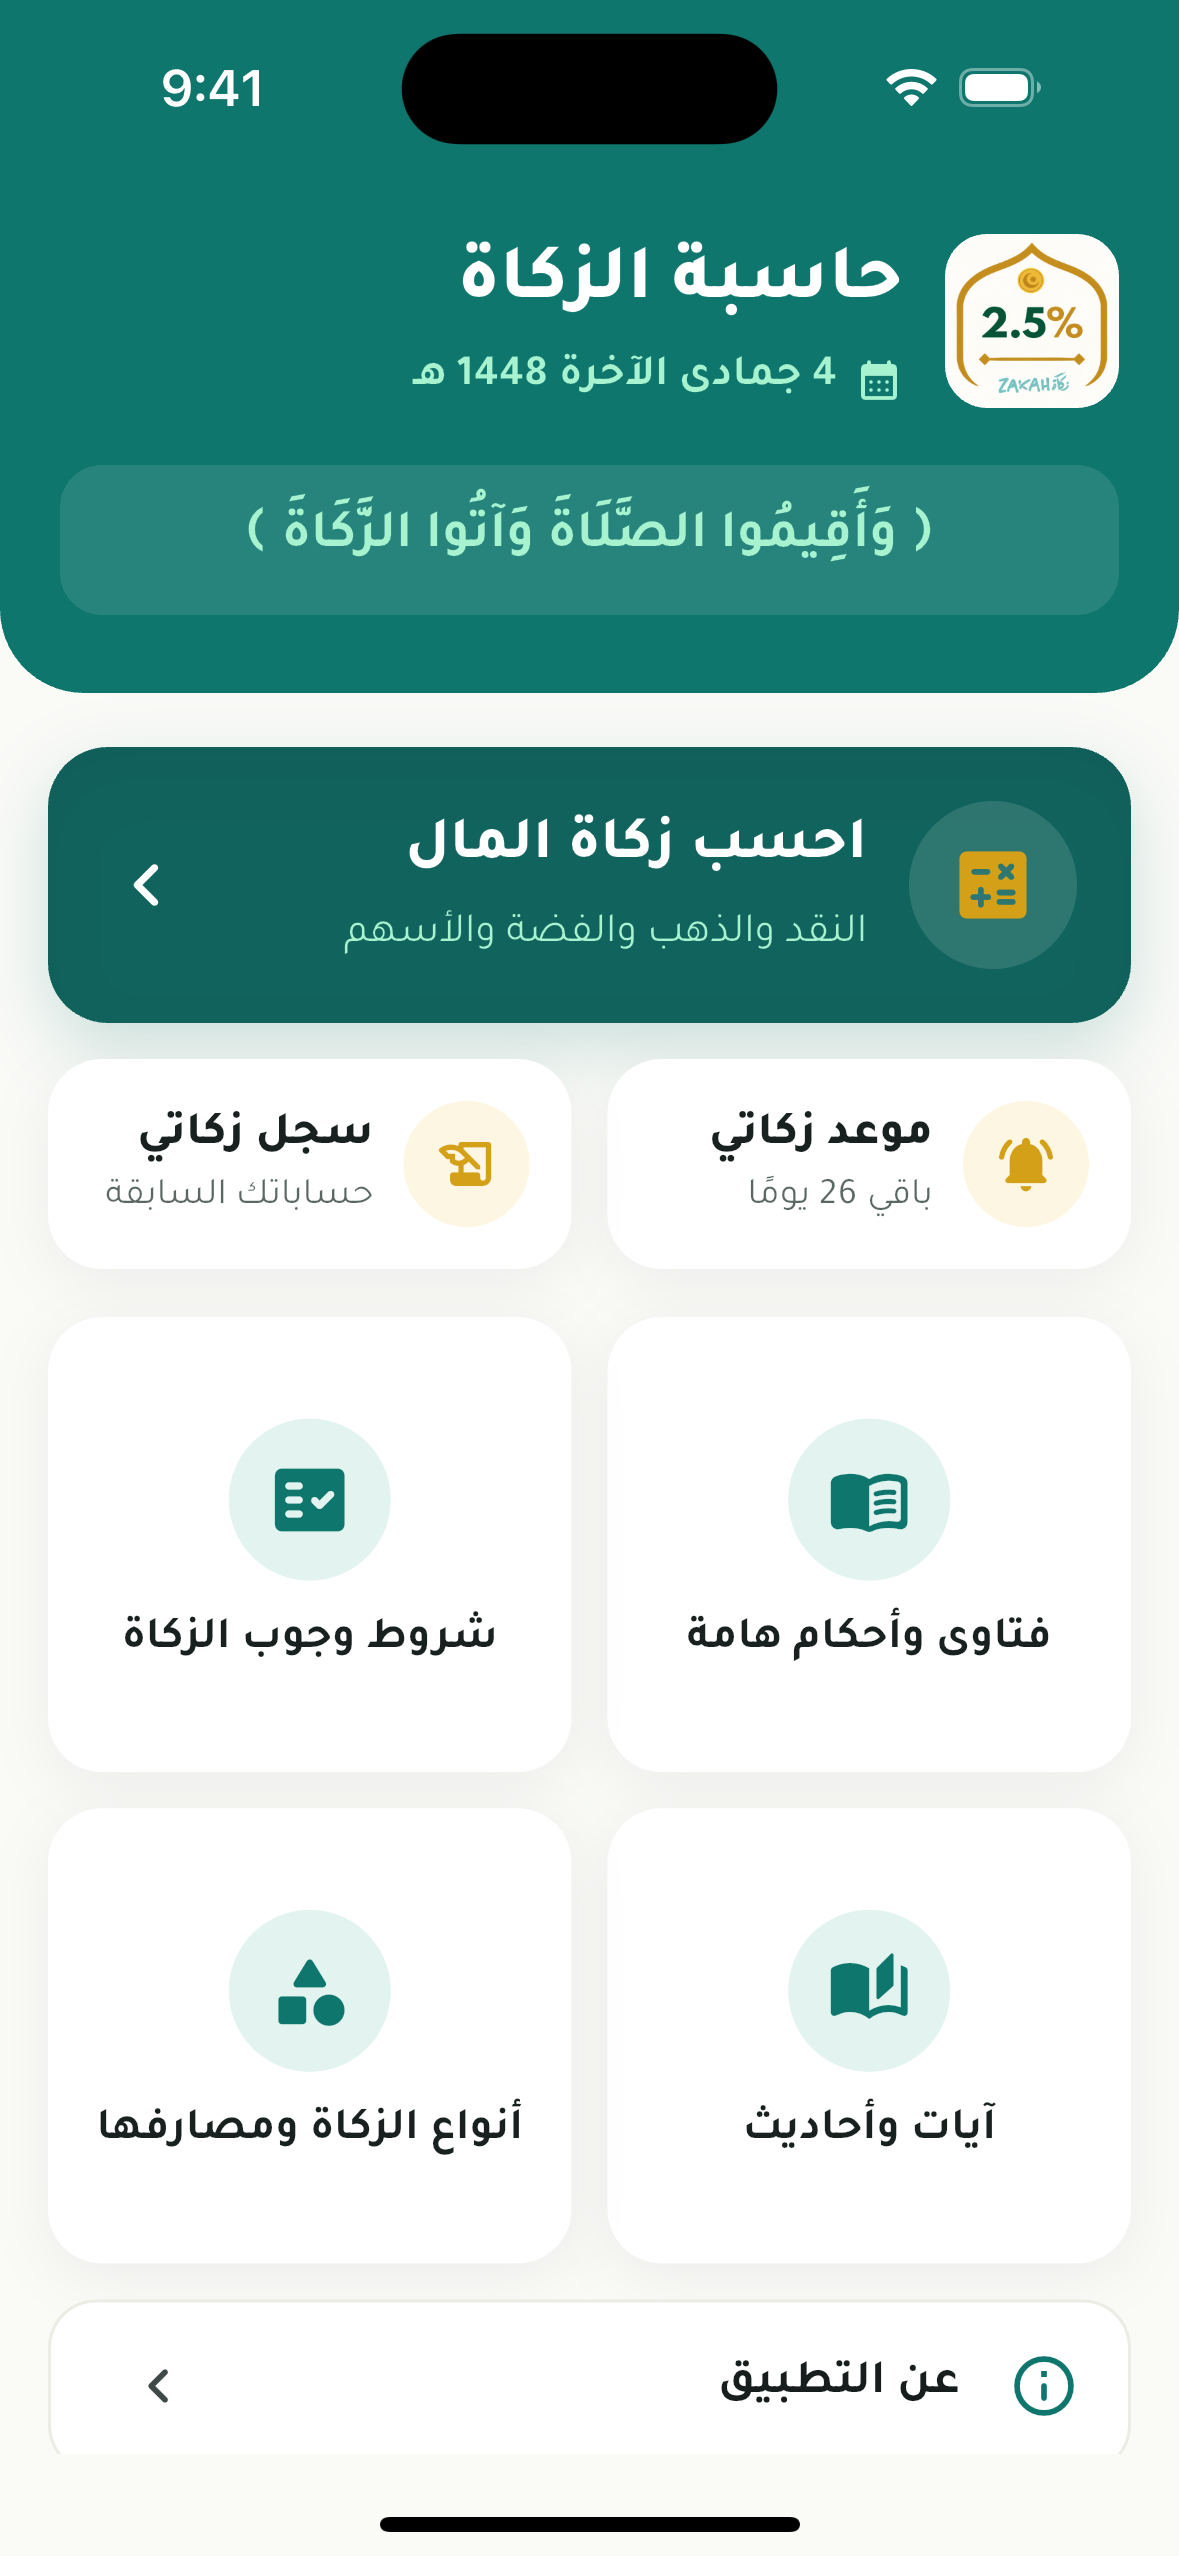 9:41
حاسبة الزكاة
4 جمادى الآخرة 1448 هـ
2.5%
ZAKAH زكاة
( وَأَقِيمُوا الصَّلَاةَ وَآتُوا الزَّكَاةَ )
احسب زكاة المال
النقد والذهب والفضة والأسهم
موعد زكاتي
باقي 26 يومًا
سجل زكاتي
حساباتك السابقة
فتاوى وأحكام هامة
شروط وجوب الزكاة
آيات وأحاديث
أنواع الزكاة ومصارفها
عن التطبيق